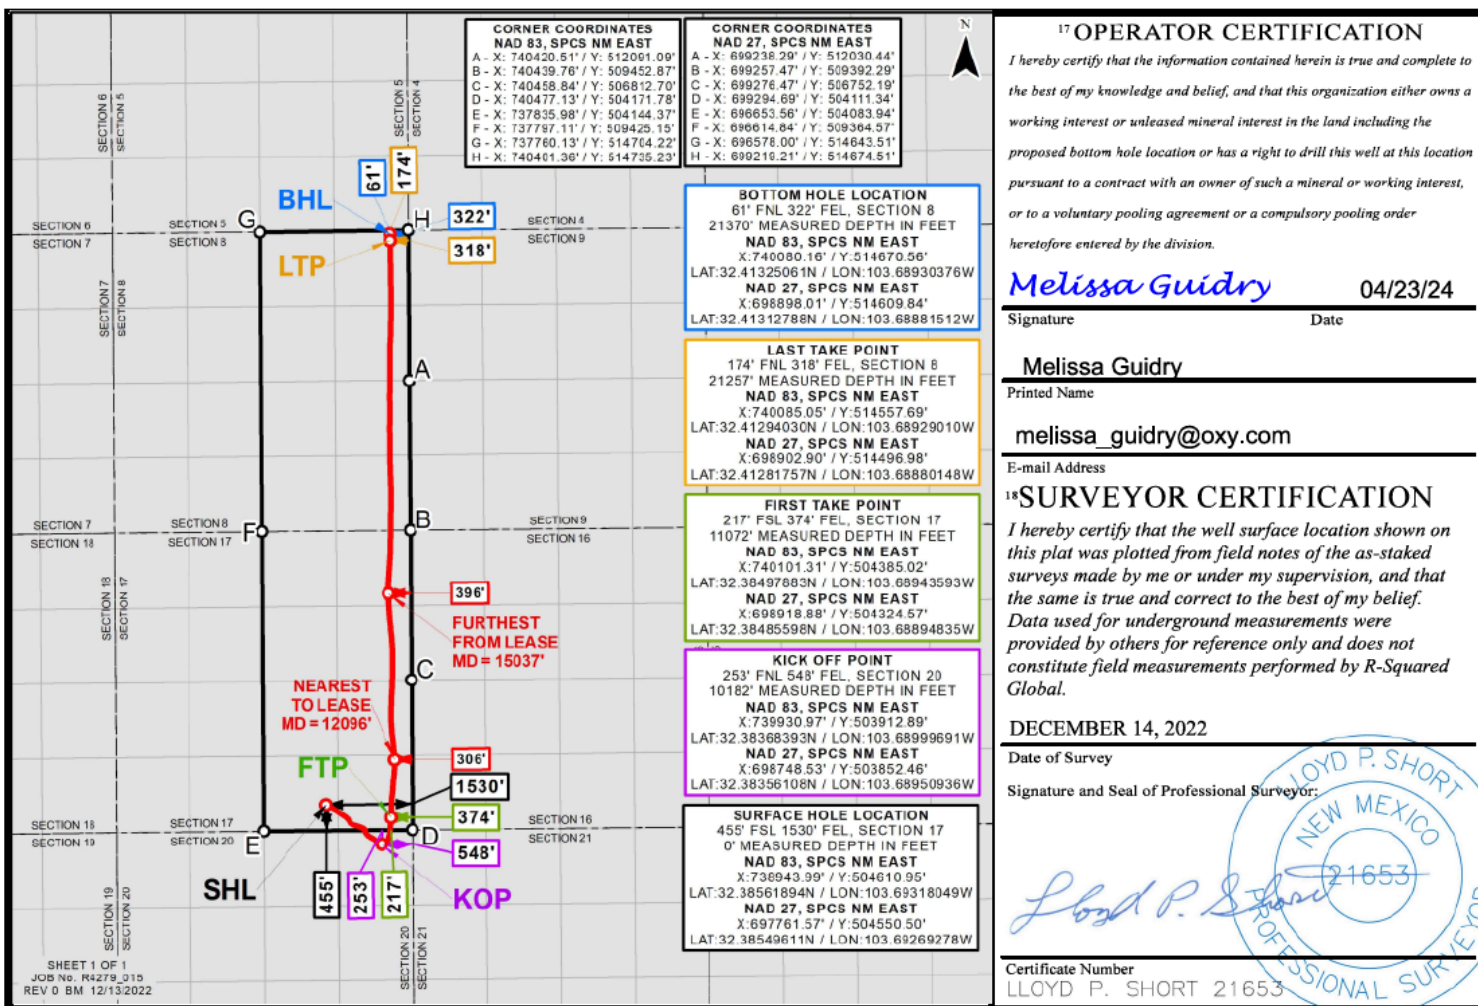 CORNER COORDINATES
NAD 83, SPCS NM EAST
A - X: 740420.51' / Y: 512091.09'
B - X: 740439.76' / Y: 509452.87'
C - X: 740458.84' / Y: 506812.70'
D - X: 740477.13' / Y: 504171.78'
E - X: 737835.98' / Y: 504144.37'
F - X: 737797.11' / Y: 509425.15'
G - X: 737760.13' / Y: 514704.22'
H - X: 740401.36' / Y: 514735.23'
CORNER COORDINATES
NAD 27, SPCS NM EAST
A - X: 699238.29' / Y: 512030.44'
B - X: 699257.47' / Y: 509392.29'
C - X: 699276.47' / Y: 506752.19'
D - X: 699294.69' / Y: 504111.34'
E - X: 696653.56' / Y: 504083.94'
F - X: 696614.84' / Y: 509364.57'
G - X: 696578.00' / Y: 514643.51'
H - X: 699219.21' / Y: 514674.51'
N
SECTION 6
SECTION 5
SECTION 5
SECTION 4
61'
174'
BHL
322'
LTP
318'
G
H
SECTION 6
SECTION 5
SECTION 4
SECTION 7
SECTION 8
SECTION 9
SECTION 7
SECTION 8
A
B
F
SECTION 7
SECTION 8
SECTION 9
SECTION 18
SECTION 17
SECTION 16
SECTION 18
SECTION 17
396'
FURTHEST
FROM LEASE
MD = 15037'
C
NEAREST
TO LEASE
MD = 12096'
306'
FTP
1530'
374'
SECTION 18
SECTION 17
SECTION 16
SECTION 19
SECTION 20
SECTION 21
E
D
548'
SHL
455'
253'
217'
KOP
SECTION 19
SECTION 20
SECTION 20
SECTION 21
SHEET 1 OF 1
JOB No. R4279_015
REV 0 BM 12/13/2022
BOTTOM HOLE LOCATION
61' FNL 322' FEL, SECTION 8
21370' MEASURED DEPTH IN FEET
NAD 83, SPCS NM EAST
X:740080.16' / Y:514670.56'
LAT:32.41325061N / LON:103.68930376W
NAD 27, SPCS NM EAST
X:698898.01' / Y:514609.84'
LAT:32.41312788N / LON:103.68881512W
LAST TAKE POINT
174' FNL 318' FEL, SECTION 8
21257' MEASURED DEPTH IN FEET
NAD 83, SPCS NM EAST
X:740085.05' / Y:514557.69'
LAT:32.41294030N / LON:103.68929010W
NAD 27, SPCS NM EAST
X:698902.90' / Y:514496.98'
LAT:32.41281757N / LON:103.68880148W
FIRST TAKE POINT
217' FSL 374' FEL, SECTION 17
11072' MEASURED DEPTH IN FEET
NAD 83, SPCS NM EAST
X:740101.31' / Y:504385.02'
LAT:32.38497883N / LON:103.68943593W
NAD 27, SPCS NM EAST
X:698918.88' / Y:504324.57'
LAT:32.38485598N / LON:103.68894835W
KICK OFF POINT
253' FNL 548' FEL, SECTION 20
10182' MEASURED DEPTH IN FEET
NAD 83, SPCS NM EAST
X:739930.97' / Y:503912.89'
LAT:32.38368393N / LON:103.68999691W
NAD 27, SPCS NM EAST
X:698748.53' / Y:503852.46'
LAT:32.38356108N / LON:103.68950936W
SURFACE HOLE LOCATION
455' FSL 1530' FEL, SECTION 17
0' MEASURED DEPTH IN FEET
NAD 83, SPCS NM EAST
X:738943.99' / Y:504610.95'
LAT:32.38561894N / LON:103.69318049W
NAD 27, SPCS NM EAST
X:697761.57' / Y:504550.50'
LAT:32.38549611N / LON:103.69269278W
17 OPERATOR CERTIFICATION
I hereby certify that the information contained herein is true and complete to
the best of my knowledge and belief, and that this organization either owns a
working interest or unleased mineral interest in the land including the
proposed bottom hole location or has a right to drill this well at this location
pursuant to a contract with an owner of such a mineral or working interest,
or to a voluntary pooling agreement or a compulsory pooling order
heretofore entered by the division.
Melissa Guidry 04/23/24
Signature Date
Melissa Guidry
Printed Name
melissa_guidry@oxy.com
E-mail Address
18 SURVEYOR CERTIFICATION
I hereby certify that the well surface location shown on
this plat was plotted from field notes of the as-staked
surveys made by me or under my supervision, and that
the same is true and correct to the best of my belief.
Data used for underground measurements were
provided by others for reference only and does not
constitute field measurements performed by R-Squared
Global.
DECEMBER 14, 2022
Date of Survey
Signature and Seal of Professional Surveyor:
LLOYD P. SHORT
NEW MEXICO
21653
PROFESSIONAL SURVEYOR
Lloyd P. Short
Certificate Number
LLOYD P. SHORT 21653